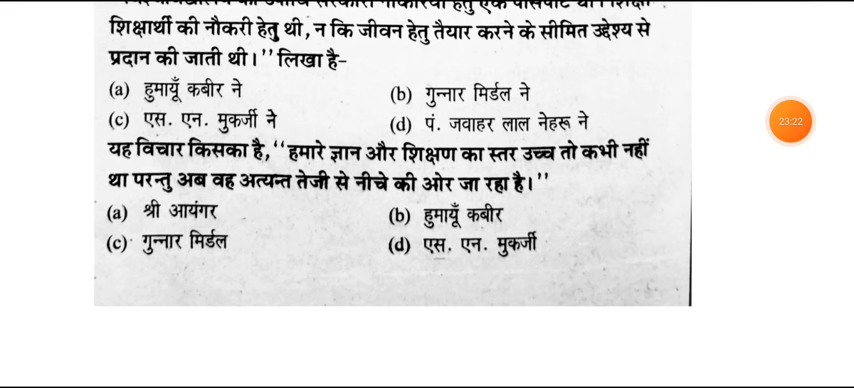 शिक्षार्थी की नौकरी हेतु थी, न कि जीवन हेतु तैयार करने के सीमित उद्देश्य से
प्रदान की जाती थी।'' लिखा है-
(a) हुमायूँ कबीर ने (b) गुन्नार मिर्डल ने
(c) एस. एन. मुकर्जी ने (d) पं. जवाहर लाल नेहरू ने
यह विचार किसका है, ''हमारे ज्ञान और शिक्षण का स्तर उच्च तो कभी नहीं
था परन्तु अब वह अत्यन्त तेजी से नीचे की ओर जा रहा है।''
(a) श्री आयंगर (b) हुमायूँ कबीर
(c) गुन्नार मिर्डल (d) एस. एन. मुकर्जी
23:22